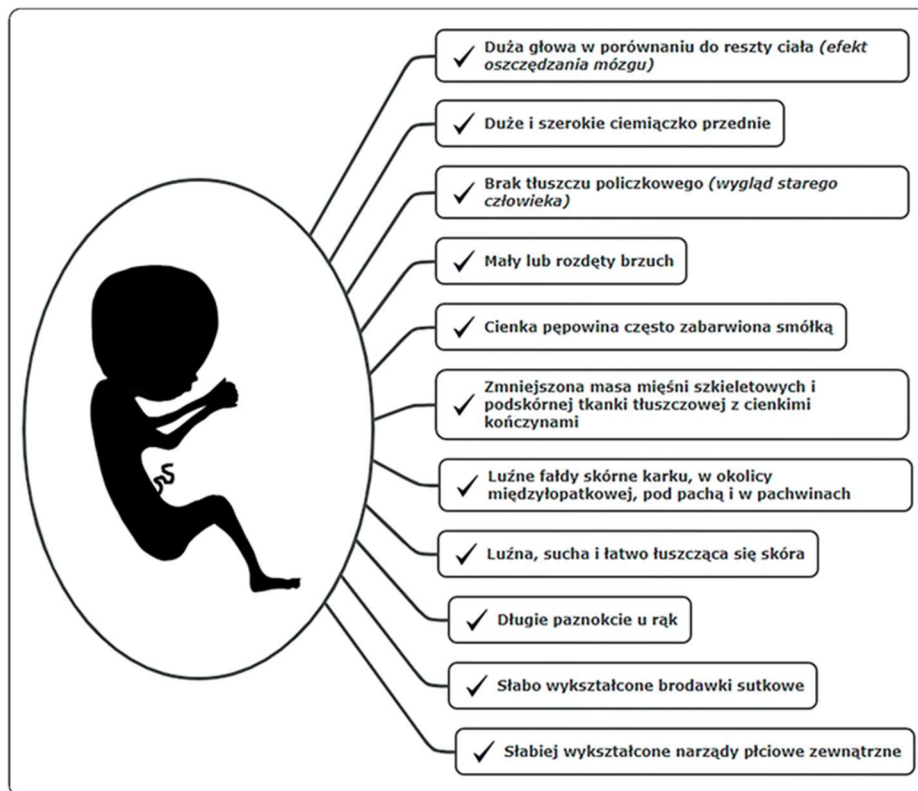 ✓ Duża głowa w porównaniu do reszty ciała (efekt
oszczędzania mózgu)
✓ Duże i szerokie ciemiączko przednie
✓ Brak tłuszczu policzkowego (wygląd starego
człowieka)
✓ Mały lub rozdęty brzuch
✓ Cienka pępowina często zabarwiona smółką
✓ Zmniejszona masa mięśni szkieletowych i
podskórnej tkanki tłuszczowej z cienkimi
kończynami
✓ Luźne fałdy skórne karku, w okolicy
międzyłopatkowej, pod pachą i w pachwinach
✓ Luźna, sucha i łatwo łuszcząca się skóra
✓ Długie paznokcie u rąk
✓ Słabo wykształcone brodawki sutkowe
✓ Słabiej wykształcone narządy płciowe zewnątrzne